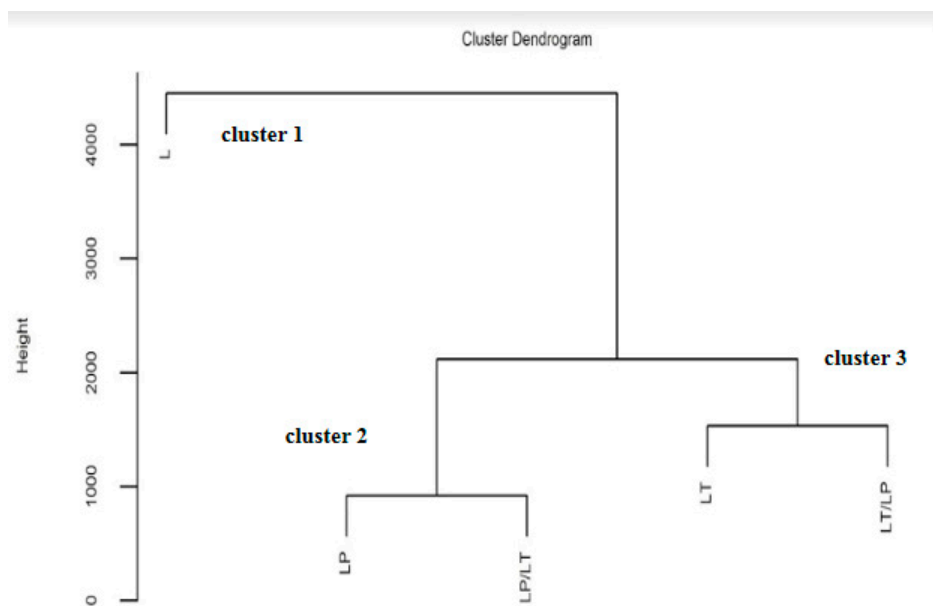 Cluster Dendrogram
cluster 1
L
4000
3000
Height
2000
cluster 3
cluster 2
1000
LT
LT/LP
LP
LP/LT
0